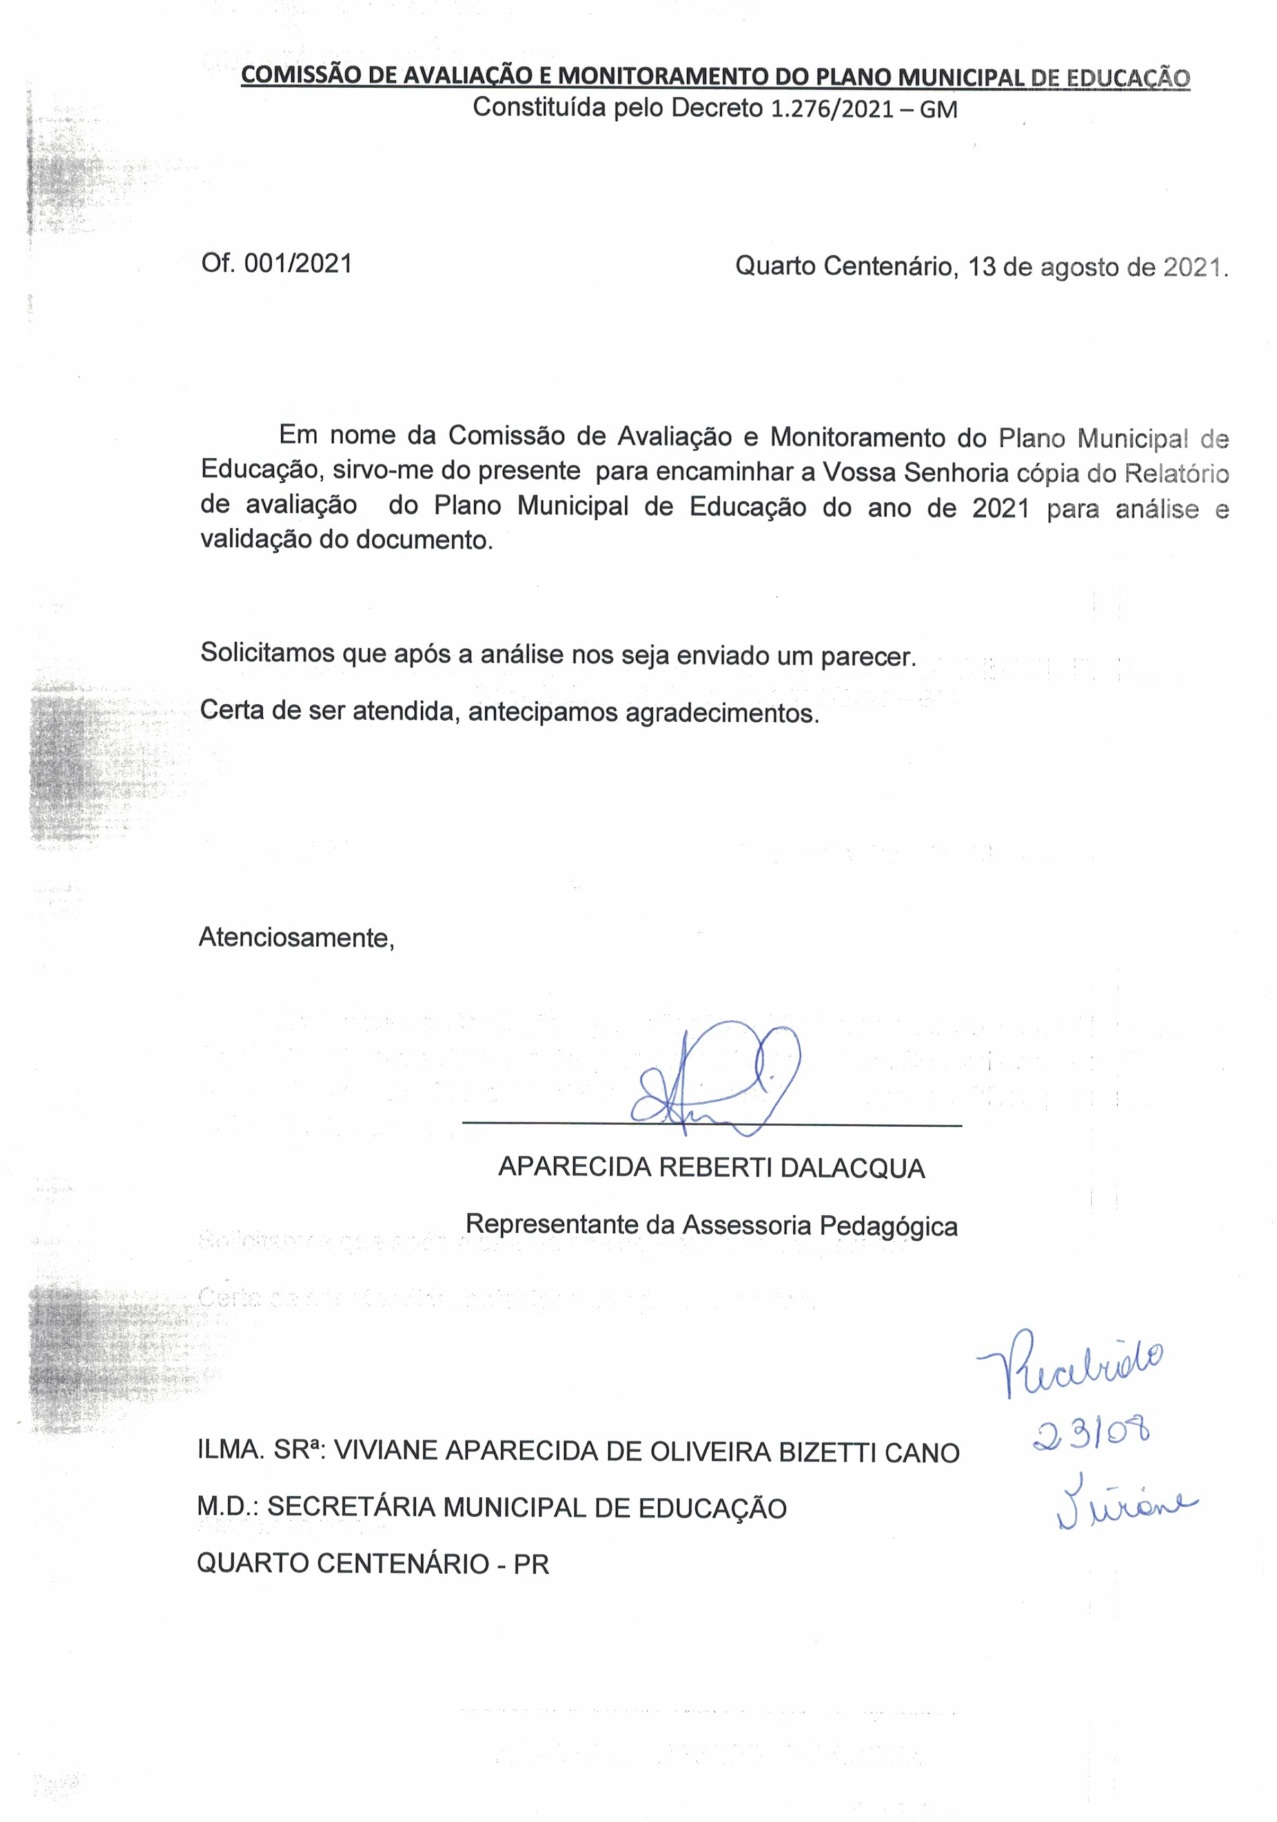 COMISSÃO DE AVALIAÇÃO E MONITORAMENTO DO PLANO MUNICIPAL DE EDUCAÇÃO
Constituída pelo Decreto 1.276/2021 – GM
Of. 001/2021
Quarto Centenário, 13 de agosto de 2021.
Em nome da Comissão de Avaliação e Monitoramento do Plano Municipal de
Educação, sirvo-me do presente para encaminhar a Vossa Senhoria cópia do Relatório
de avaliação do Plano Municipal de Educação do ano de 2021 para análise e
validação do documento.
Solicitamos que após a análise nos seja enviado um parecer.
Certa de ser atendida, antecipamos agradecimentos.
Atenciosamente,
APARECIDA REBERTI DALACQUA
Representante da Assessoria Pedagógica
Recebido
23/08
ILMA. SRª: VIVIANE APARECIDA DE OLIVEIRA BIZETTI CANO
M.D.: SECRETÁRIA MUNICIPAL DE EDUCAÇÃO
QUARTO CENTENÁRIO - PR